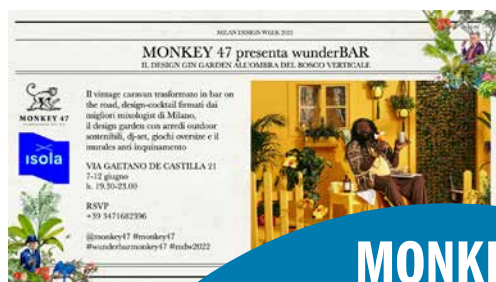 MILAN DESIGN WEEK 2022
MONKEY 47 presenta wunderBAR
IL DESIGN GIN GARDEN ALL'OMBRA DEL BOSCO VERTICALE
Il vintage caravan trasformato in bar on
the road, design-cocktail firmati dai
migliori mixologist di Milano,
il design garden con arredi outdoor
sostenibili, dj-set, giochi oversize e il
murales anti inquinamento
MONKEY 47
isola
VIA GAETANO DE CASTILLA 21
7-12 giugno
h. 19.30-23.00
RSVP
+39 3471682396
@monkey47 #monkey47
#wunderbarmonkey47 #mdw2022
MONK